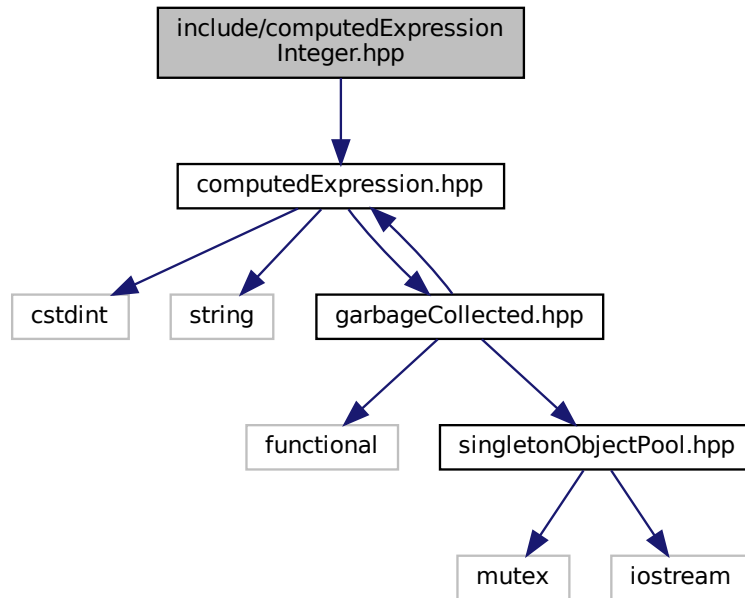 include/computedExpression
Integer.hpp
computedExpression.hpp
cstdint
string
garbageCollected.hpp
functional
singletonObjectPool.hpp
mutex
iostream